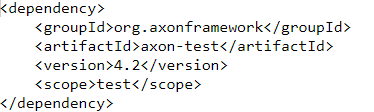 <dependency>
    <groupId>org.axonframework</groupId>
    <artifactId>axon-test</artifactId>
    <version>4.2</version>
    <scope>test</scope>
</dependency>